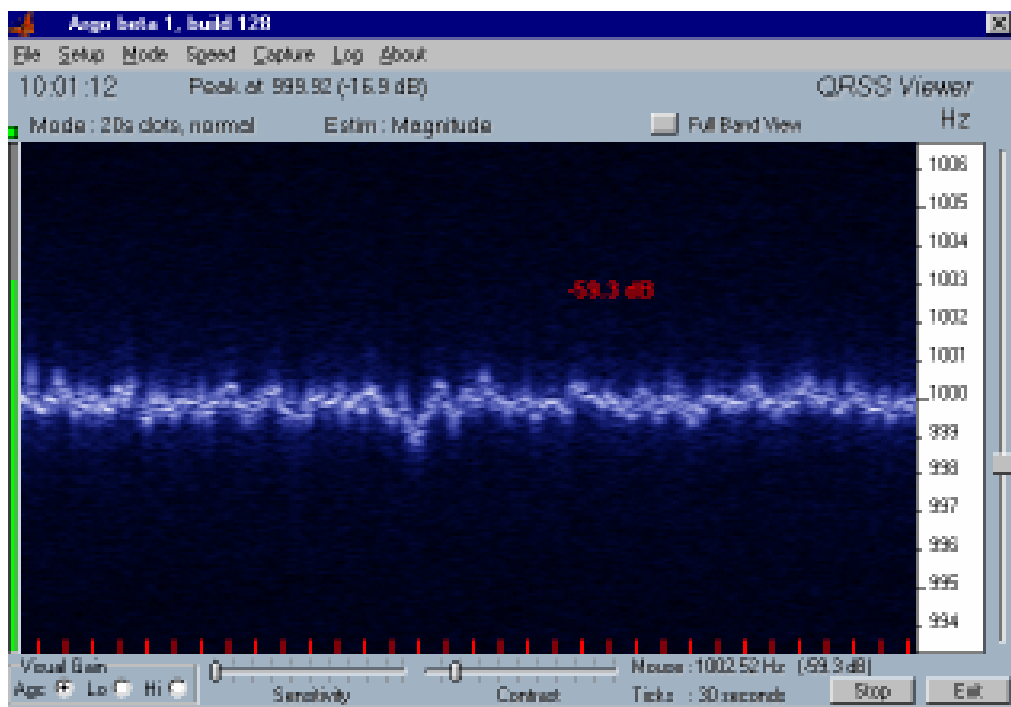 Argo beta 1, build 128
File Setup Mode Speed Capture Log About
10:01:12 Peak at 999.92 (-16.9 dB) QRSS Viewer
Mode : 20s dots, normal Estim : Magnitude Full Band View Hz
1006
1005
1004
1003
-59.3 dB
1002
1001
1000
999
998
997
996
995
994
Visual Gain
Agc Lo Hi
Sensitivity
Contrast
Mouse : 1002.52 Hz (-59.3 dB)
Ticks : 30 seconds
Stop
Exit